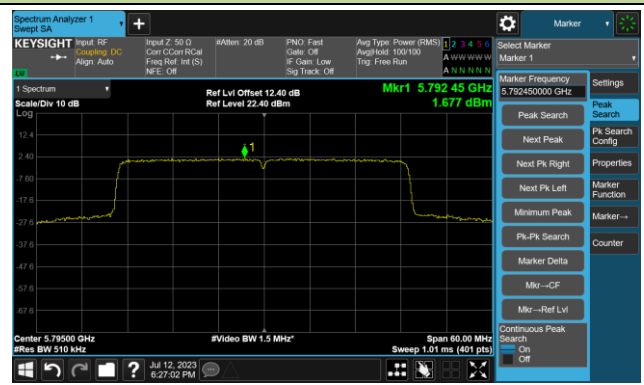 Spectrum Analyzer 1
Swept SA
Marker
KEYSIGHT
Input: RF
Coupling: DC
Align: Auto
Input Z: 50 Ω
Corr CCorr RCal
Freq Ref: Int (S)
NFE: Off
#Atten: 20 dB
PNO: Fast
Gate: Off
IF Gain: Low
Sig Track: Off
Avg Type: Power (RMS)
Avg|Hold: 100/100
Trig: Free Run
1 2 3 4 5 6
A W W W W W
A N N N N N
LW
Select Marker
Marker 1
1 Spectrum
Scale/Div 10 dB
Log
Ref Lvl Offset 12.40 dB
Ref Level 22.40 dBm
Mkr1 5.792 45 GHz
1.677 dBm
12.4
2.40
-7.60
-17.6
-27.6
-37.6
-47.6
-57.6
-67.6
1
Center 5.79500 GHz
#Res BW 510 kHz
#Video BW 1.5 MHz*
Span 60.00 MHz
Sweep 1.01 ms (401 pts)
Marker Frequency
5.792450000 GHz
Peak Search
Next Peak
Next Pk Right
Next Pk Left
Minimum Peak
Pk-Pk Search
Marker Delta
Mkr→CF
Mkr→Ref Lvl
Continuous Peak
Search
On
Off
Settings
Peak
Search
Pk Search
Config
Properties
Marker
Function
Marker→
Counter
Jul 12, 2023
6:27:02 PM